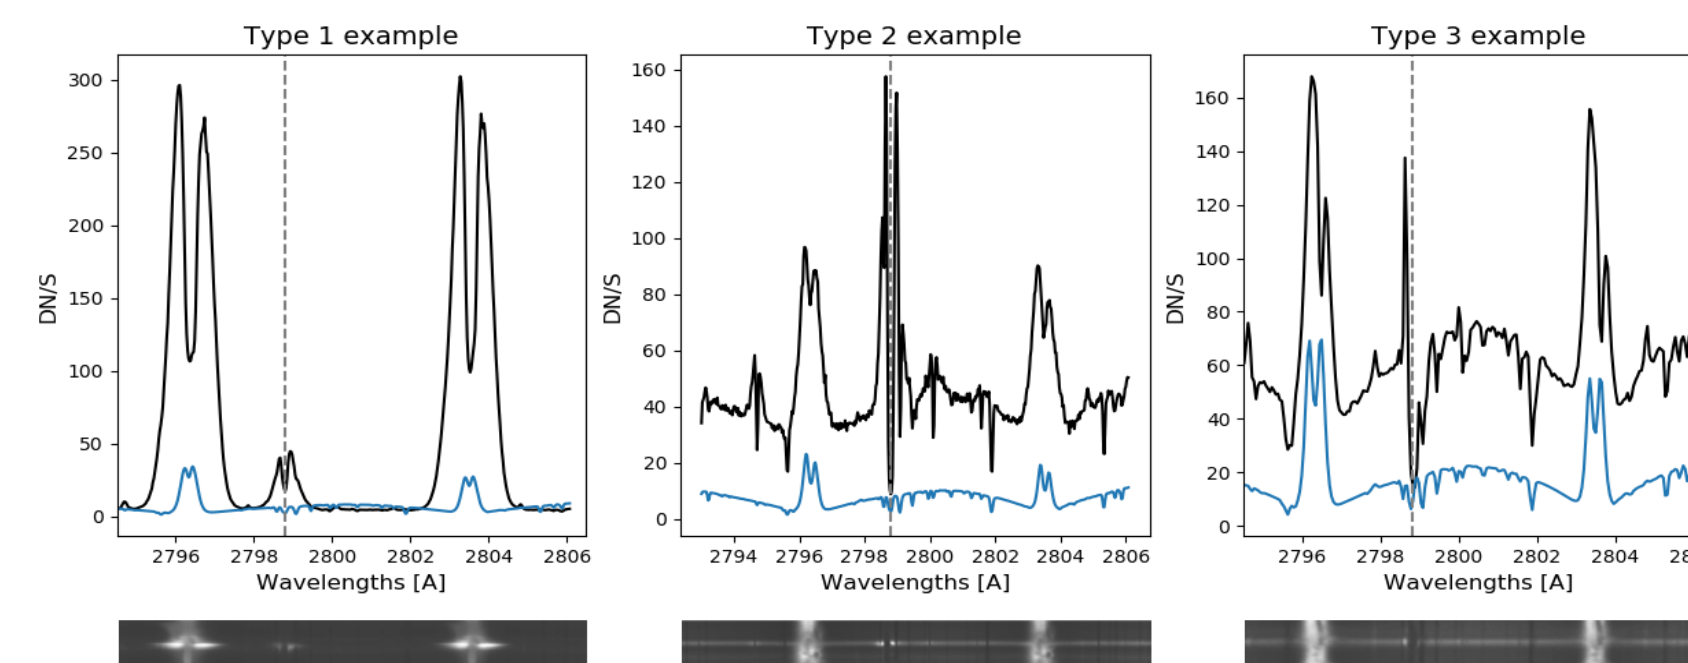 Type 1 example
300
250
200
150
100
50
0
DN/S
2796 2798 2800 2802 2804 2806
Wavelengths [A]
Type 2 example
160
140
120
100
80
60
40
20
0
DN/S
2794 2796 2798 2800 2802 2804 2806
Wavelengths [A]
Type 3 example
160
140
120
100
80
60
40
20
0
DN/S
2796 2798 2800 2802 2804 28
Wavelengths [A]